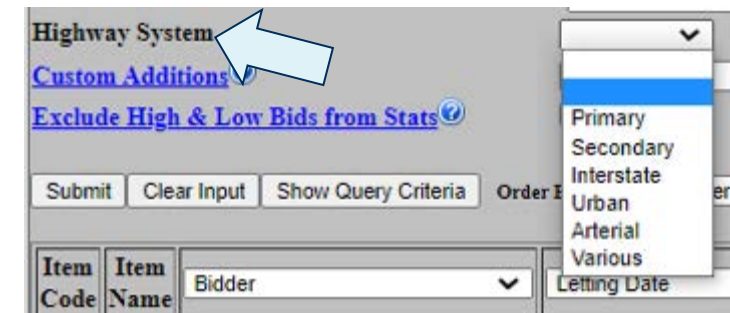 Highway System
Custom Additions
Exclude High & Low Bids from Stats
Primary
Secondary
Interstate
Urban
Arterial
Various
Submit Clear Input Show Query Criteria Order
Item Code Item Name Bidder Letting Date